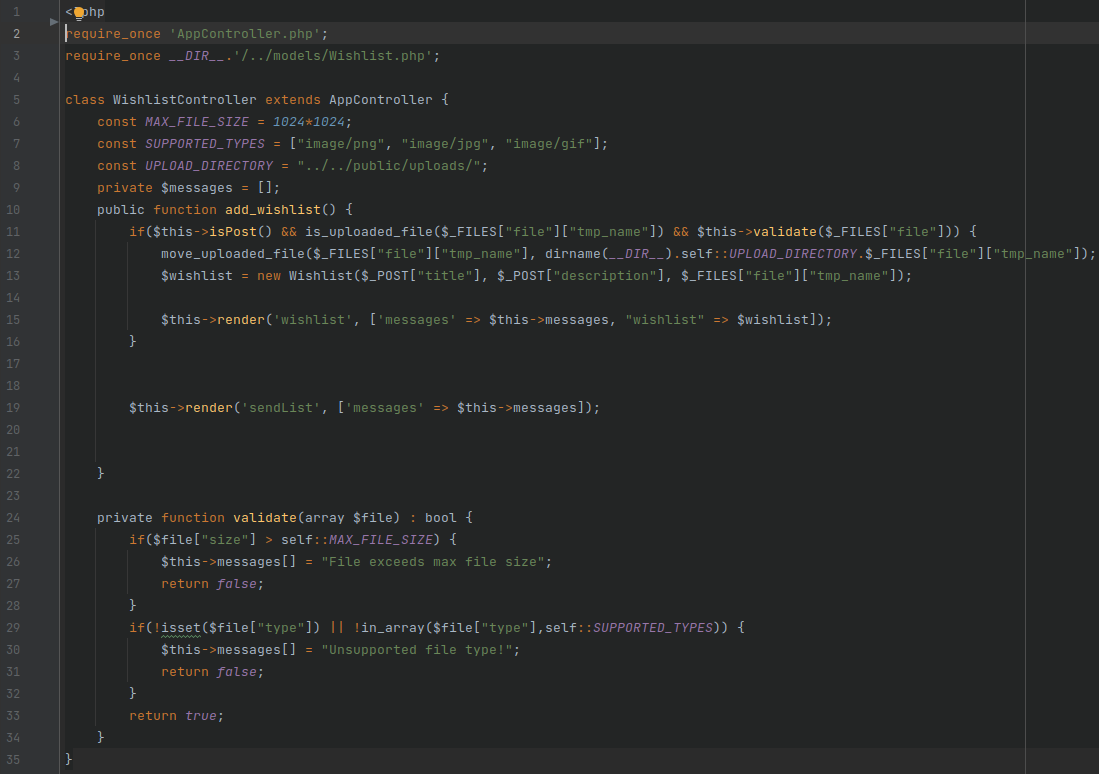 1 <?php
2 require_once 'AppController.php';
3 require_once __DIR__.'/../models/Wishlist.php';
4
5 class WishlistController extends AppController {
6     const MAX_FILE_SIZE = 1024*1024;
7     const SUPPORTED_TYPES = ["image/png", "image/jpg", "image/gif"];
8     const UPLOAD_DIRECTORY = "../../public/uploads/";
9     private $messages = [];
10     public function add_wishlist() {
11         if($this->isPost() && is_uploaded_file($_FILES["file"]["tmp_name"]) && $this->validate($_FILES["file"])) {
12             move_uploaded_file($_FILES["file"]["tmp_name"], dirname(__DIR__).self::UPLOAD_DIRECTORY.$_FILES["file"]["tmp_name"]);
13             $wishlist = new Wishlist($_POST["title"], $_POST["description"], $_FILES["file"]["tmp_name"]);
14
15             $this->render('wishlist', ['messages' => $this->messages, "wishlist" => $wishlist]);
16         }
17
18
19         $this->render('sendList', ['messages' => $this->messages]);
20
21
22     }
23
24     private function validate(array $file) : bool {
25         if($file["size"] > self::MAX_FILE_SIZE) {
26             $this->messages[] = "File exceeds max file size";
27             return false;
28         }
29         if(!isset($file["type"]) || !in_array($file["type"],self::SUPPORTED_TYPES)) {
30             $this->messages[] = "Unsupported file type!";
31             return false;
32         }
33         return true;
34     }
35 }